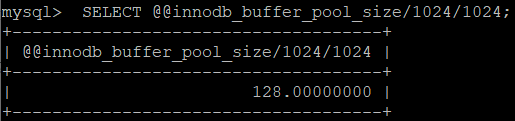 mysql>  SELECT @@innodb_buffer_pool_size/1024/1024;
+-------------------------------------+
| @@innodb_buffer_pool_size/1024/1024 |
+-------------------------------------+
|                        128.00000000 |
+-------------------------------------+